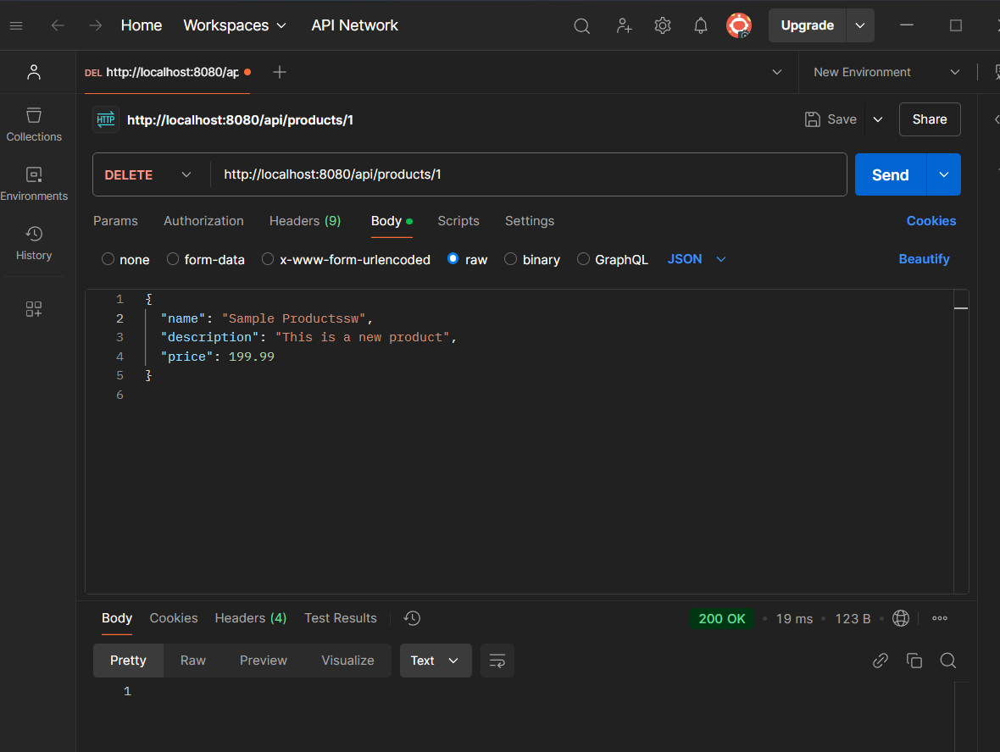 Home Workspaces API Network Upgrade
DEL http://localhost:8080/ap New Environment
HTTP http://localhost:8080/api/products/1 Save Share
Collections
Environments
History
DELETE http://localhost:8080/api/products/1 Send
Params Authorization Headers (9) Body Scripts Settings Cookies
none form-data x-www-form-urlencoded raw binary GraphQL JSON Beautify
1 {
2 "name": "Sample Productssw",
3 "description": "This is a new product",
4 "price": 199.99
5 }
6
Body Cookies Headers (4) Test Results 200 OK • 19 ms • 123 B •
Pretty Raw Preview Visualize Text
1